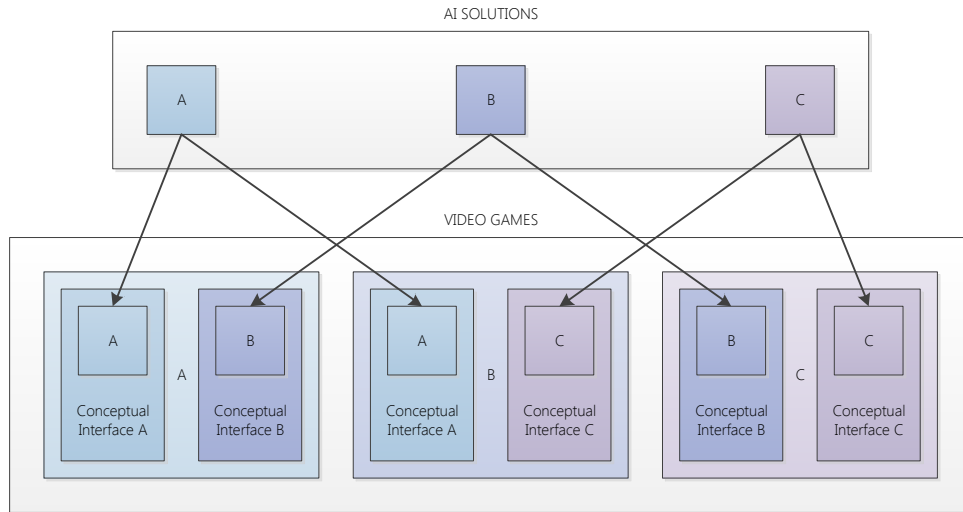 AI SOLUTIONS
A
B
C
VIDEO GAMES
A
Conceptual
Interface A
A
B
Conceptual
Interface B
A
Conceptual
Interface A
B
C
Conceptual
Interface C
B
Conceptual
Interface B
C
C
Conceptual
Interface C